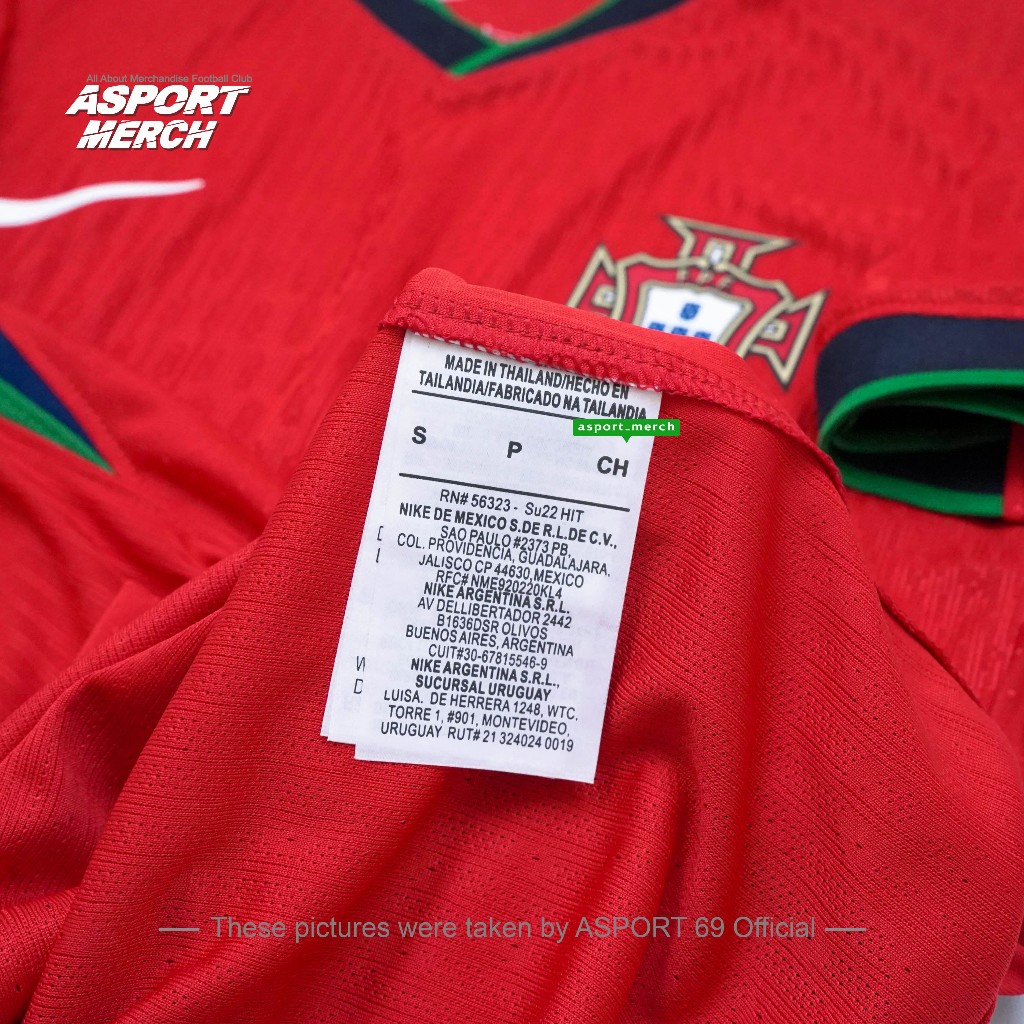 All About Merchandise Football Club
ASPORT
MERCH
MADE IN THAILAND/HECHO EN
TAILANDIA/FABRICADO NA TAILANDIA
asport_merch
S P CH
RN# 56323 - Su22 HIT
NIKE DE MEXICO S.DE R.L.DE C.V.,
SAO PAULO #2373 PB,
COL. PROVIDENCIA, GUADALAJARA,
JALISCO CP 44630, MEXICO
RFC# NME920220KL4
NIKE ARGENTINA S.R.L.
AV DELLIBERTADOR 2442
B1636DSR OLIVOS
BUENOS AIRES, ARGENTINA
CUIT#30-67815546-9
NIKE ARGENTINA S.R.L.,
SUCURSAL URUGUAY
LUISA. DE HERRERA 1248, WTC,
TORRE 1, #901, MONTEVIDEO,
URUGUAY RUT# 21 324024 0019
These pictures were taken by ASPORT 69 Official